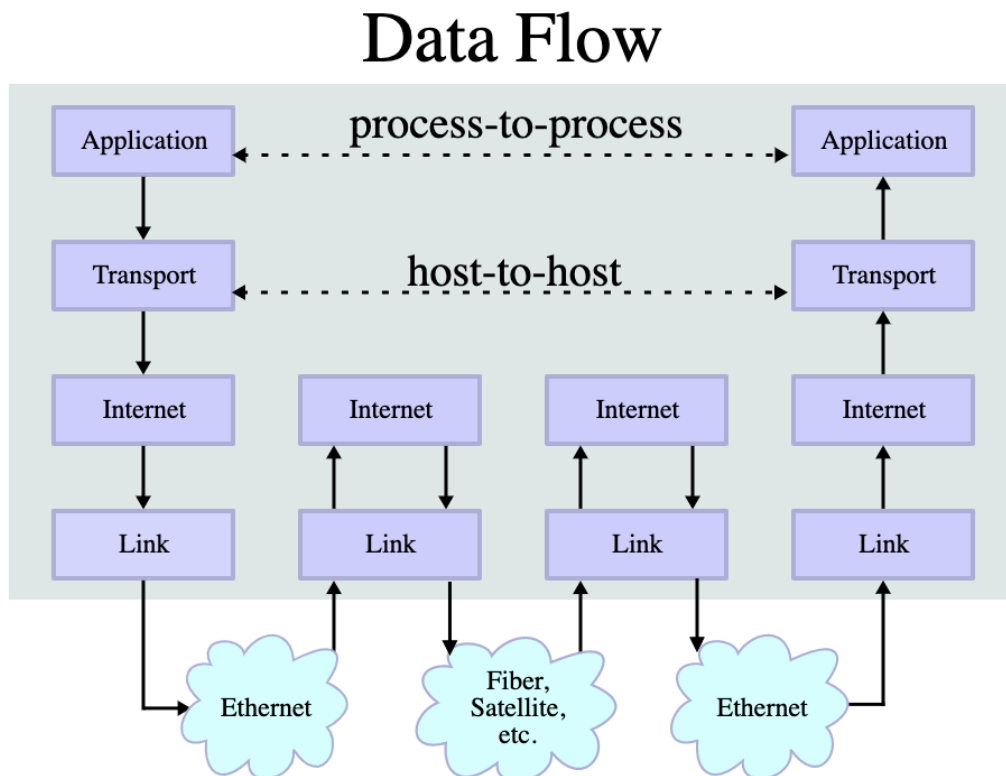 Data Flow
Application
process-to-process
Application
Transport
host-to-host
Transport
Internet
Internet
Internet
Internet
Link
Link
Link
Link
Ethernet
Fiber,
Satellite,
etc.
Ethernet